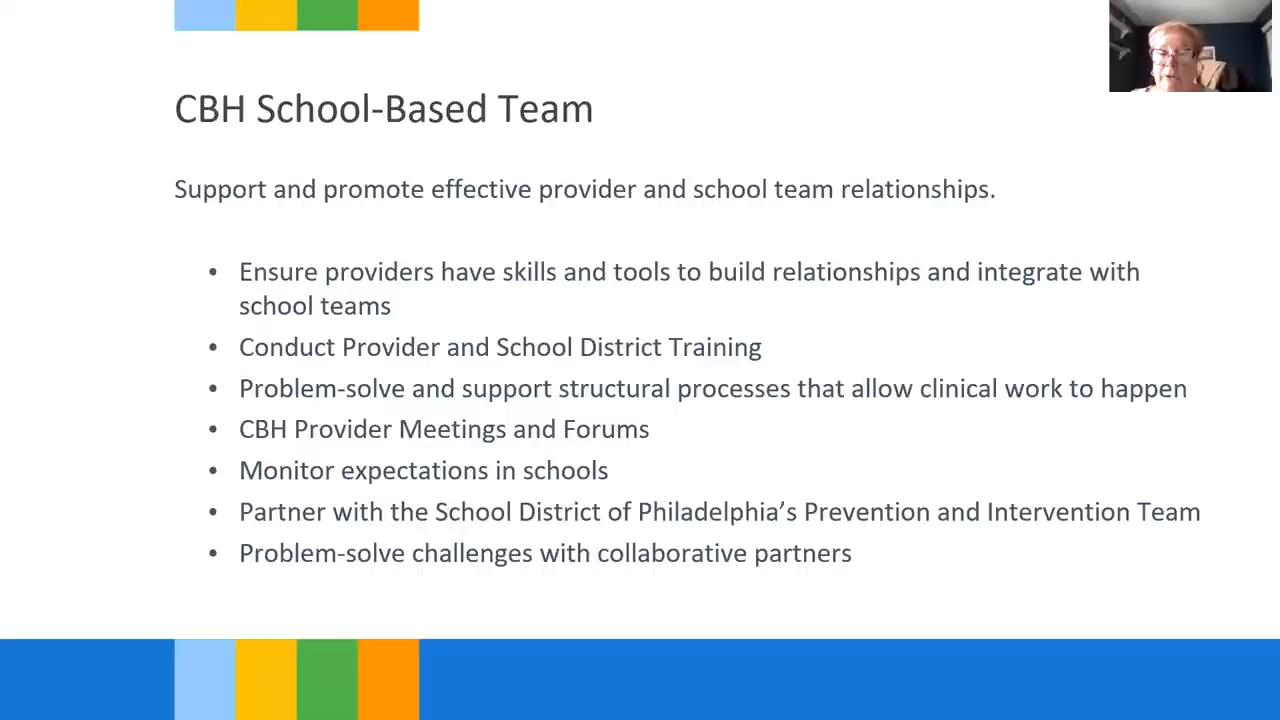 CBH School-Based Team
Support and promote effective provider and school team relationships.
• Ensure providers have skills and tools to build relationships and integrate with
school teams
• Conduct Provider and School District Training
• Problem-solve and support structural processes that allow clinical work to happen
• CBH Provider Meetings and Forums
• Monitor expectations in schools
• Partner with the School District of Philadelphia’s Prevention and Intervention Team
• Problem-solve challenges with collaborative partners